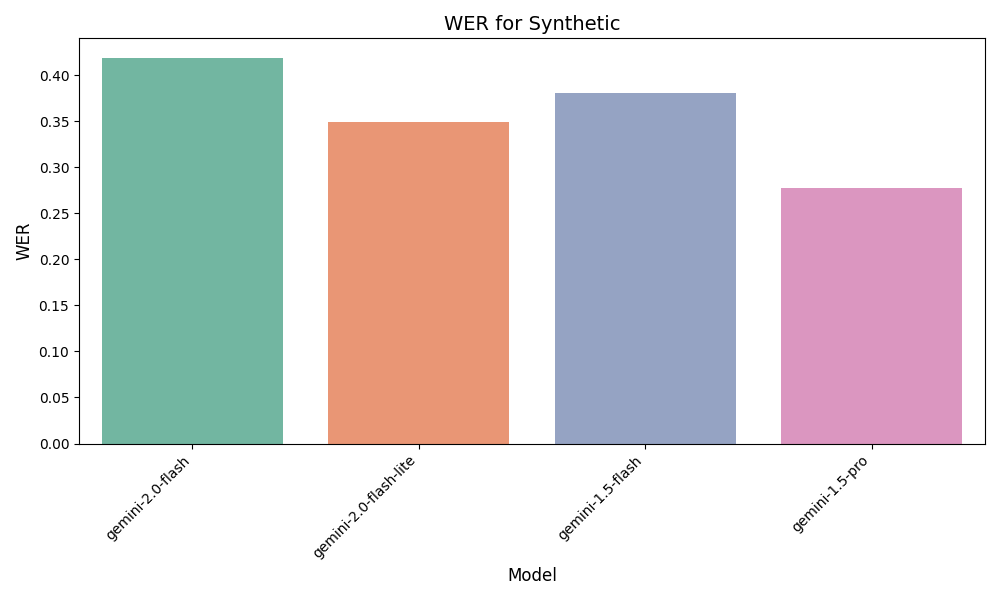 WER for Synthetic
WER
0.40
0.35
0.30
0.25
0.20
0.15
0.10
0.05
0.00
gemini-2.0-flash
gemini-2.0-flash-lite
gemini-1.5-flash
gemini-1.5-pro
Model